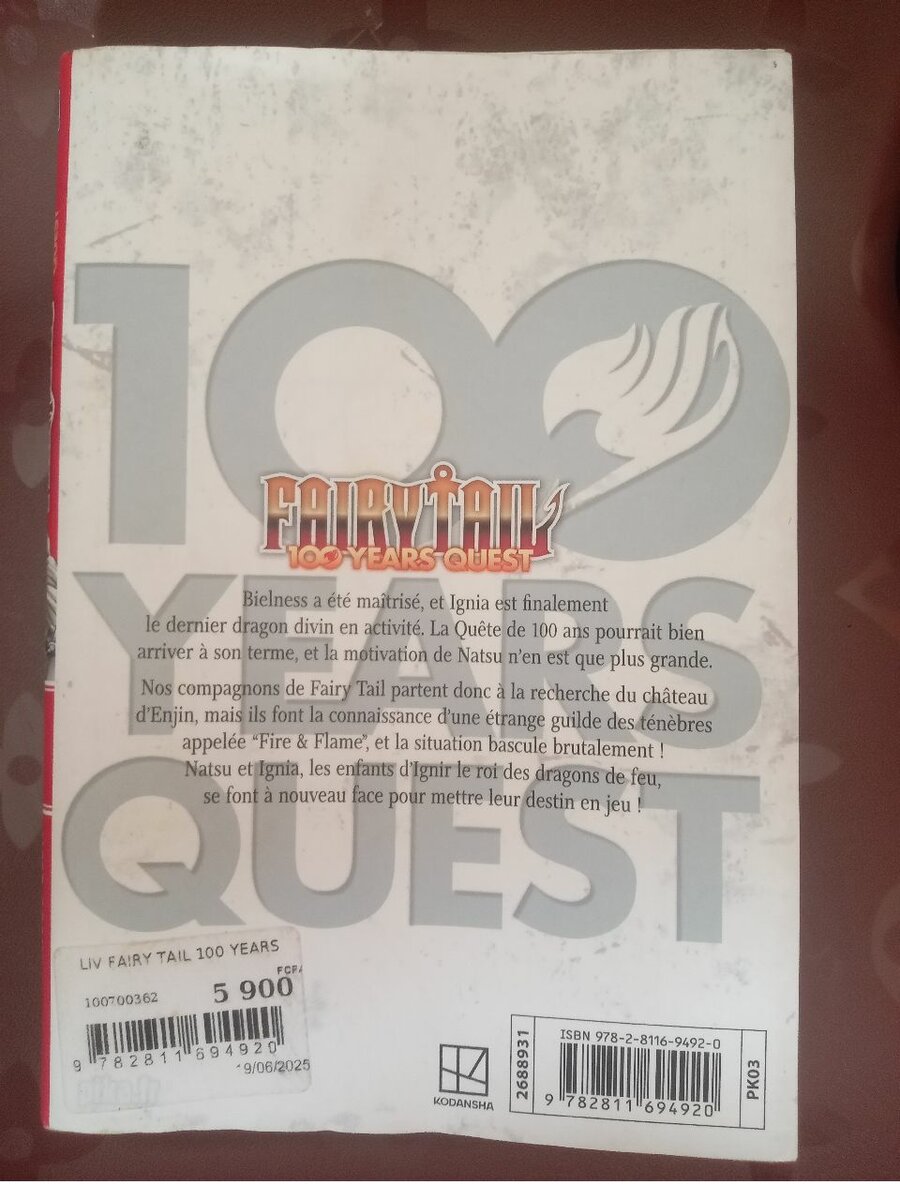 100
YEARS
QUEST
FAIRY TAIL
100 YEARS QUEST
Bielness a été maîtrisé, et Ignia est finalement
le dernier dragon divin en activité. La Quête de 100 ans pourrait bien
arriver à son terme, et la motivation de Natsu n'en est que plus grande.
Nos compagnons de Fairy Tail partent donc à la recherche du château
d'Enjin, mais ils font la connaissance d'une étrange guilde des ténèbres
appelée “Fire & Flame”, et la situation bascule brutalement !
Natsu et Ignia, les enfants d'Ignir le roi des dragons de feu,
se font à nouveau face pour mettre leur destin en jeu !
LIV FAIRY TAIL 100 YEARS
FCFA
100700362 5 900
9 782811 694920
19/06/2025
KODANSHA
2688931
ISBN 978-2-8116-9492-0
9 782811 694920
PK03